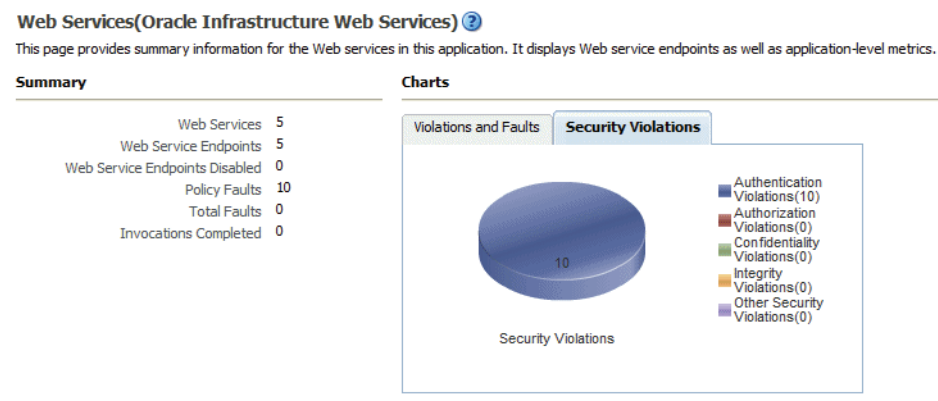 Web Services(Oracle Infrastructure Web Services) ?
This page provides summary information for the Web services in this application. It displays Web service endpoints as well as application-level metrics.
Summary
Web Services 5
Web Service Endpoints 5
Web Service Endpoints Disabled 0
Policy Faults 10
Total Faults 0
Invocations Completed 0
Charts
Violations and Faults Security Violations
10
Security Violations
Authentication
Violations(10)
Authorization
Violations(0)
Confidentiality
Violations(0)
Integrity
Violations(0)
Other Security
Violations(0)